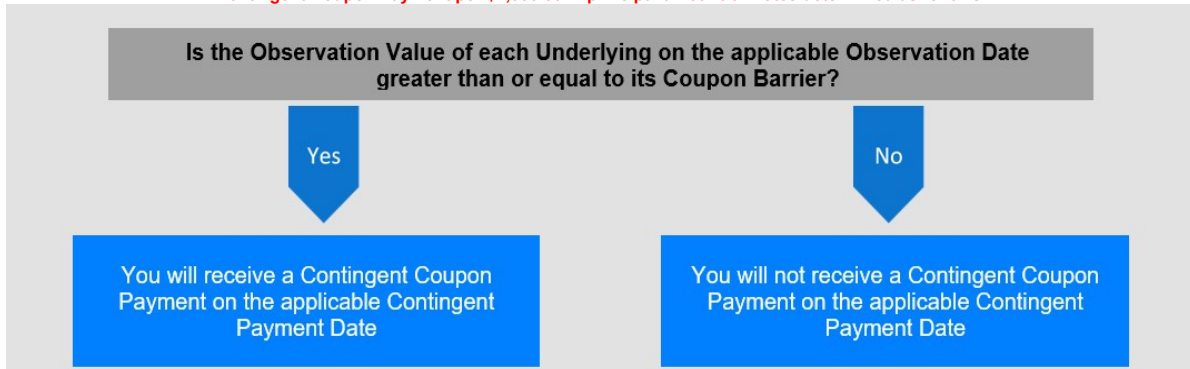 Is the Observation Value of each Underlying on the applicable Observation Date
greater than or equal to its Coupon Barrier?
Yes
No
You will receive a Contingent Coupon
Payment on the applicable Contingent
Payment Date
You will not receive a Contingent Coupon
Payment on the applicable Contingent
Payment Date